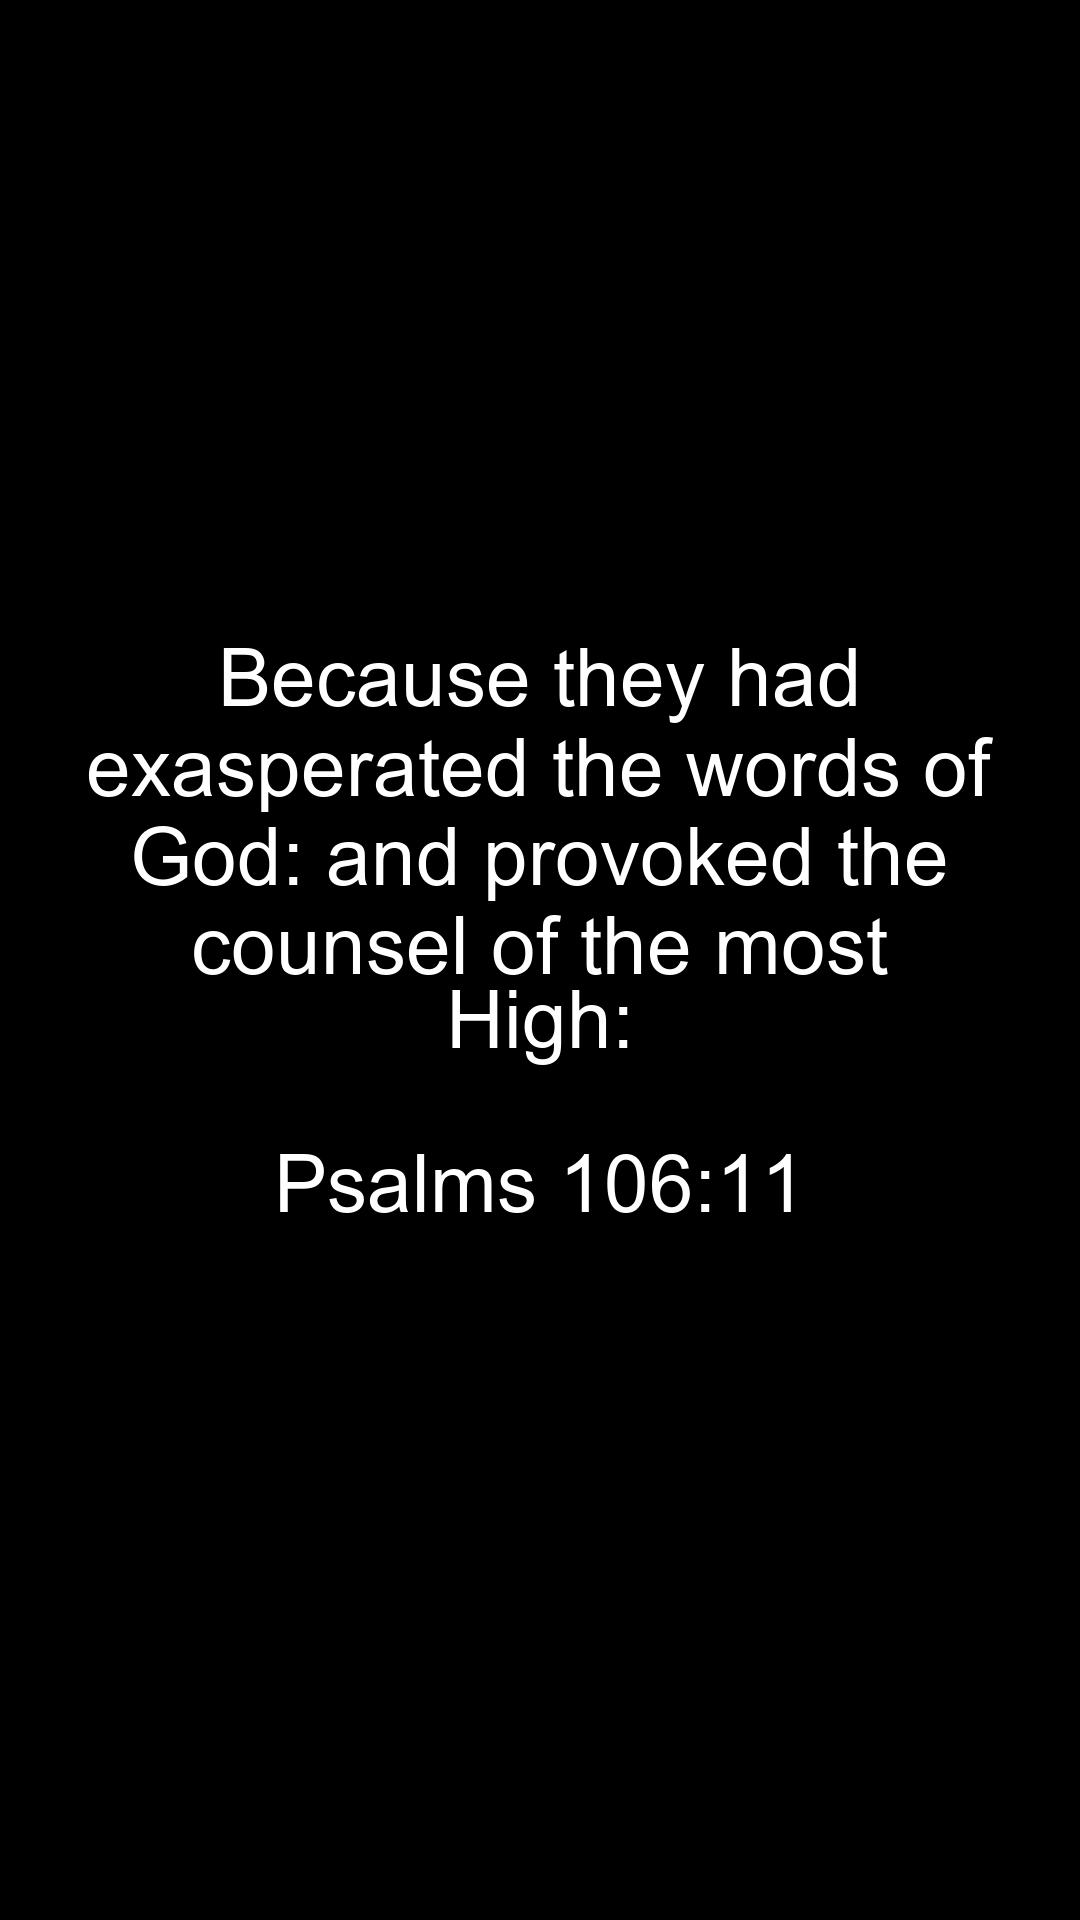 Because they had
exasperated the words of
God: and provoked the
counsel of the most
High:
Psalms 106:11